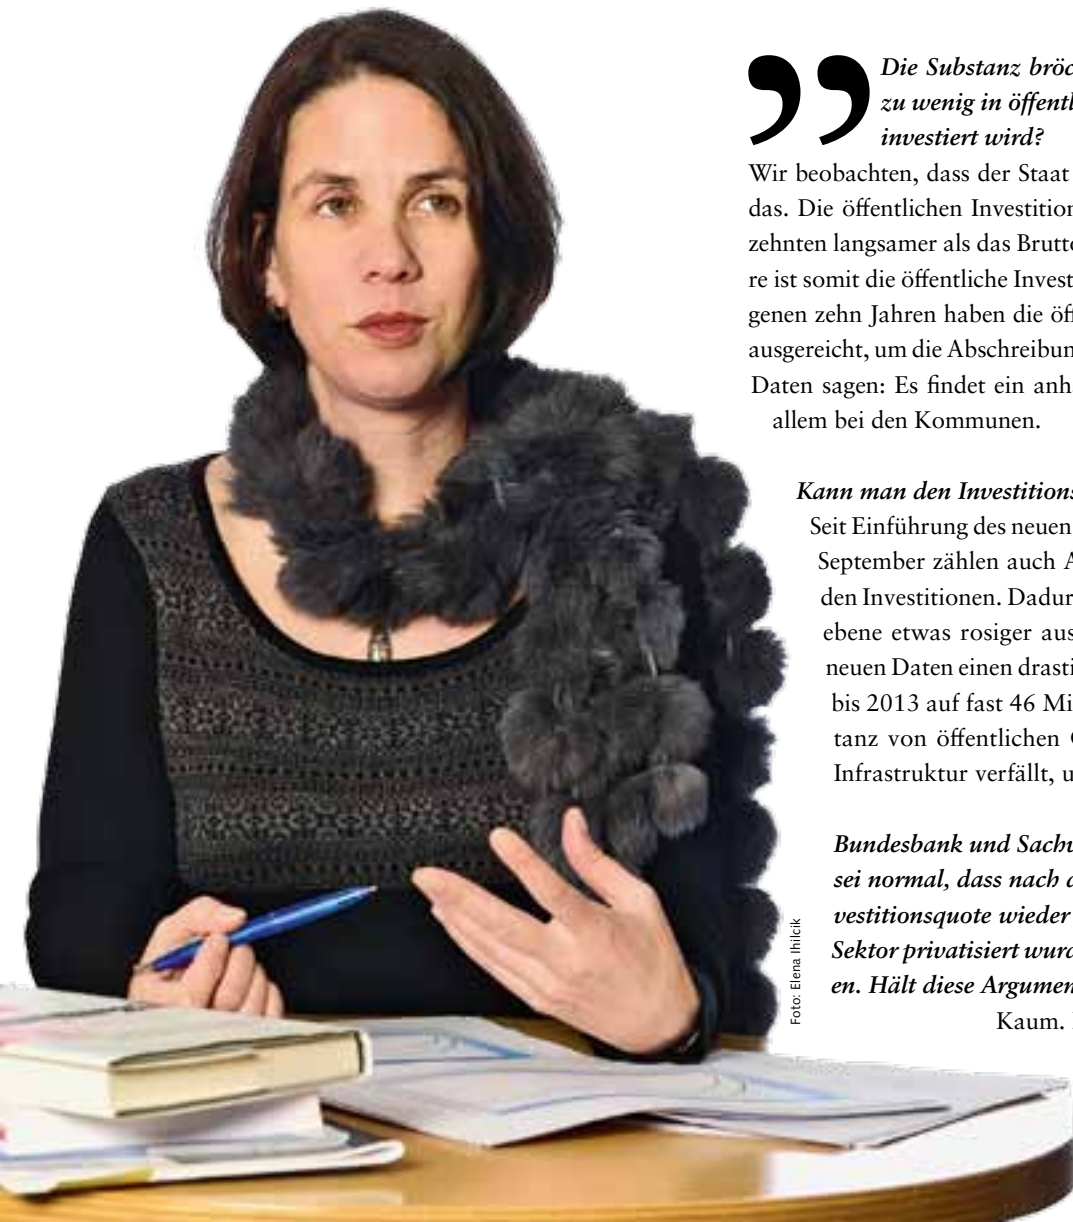 ”
Die Substanz bröc
zu wenig in öffentl
investiert wird?
Wir beobachten, dass der Staat
das. Die öffentlichen Investition
zehnten langsamer als das Brutto
re ist somit die öffentliche Invest
genen zehn Jahren haben die öff
ausgereicht, um die Abschreibun
Daten sagen: Es findet ein anh
allem bei den Kommunen.
Kann man den Investitions
Seit Einführung des neuen
September zählen auch A
den Investitionen. Dadur
ebene etwas rosiger aus
neuen Daten einen drasti
bis 2013 auf fast 46 Mi
tanz von öffentlichen
Infrastruktur verfällt, u
Bundesbank und Sachv
sei normal, dass nach d
vestitionsquote wieder
Sektor privatisiert wurd
en. Hält diese Argumen
Kaum.
Foto: Elena Ihilcik